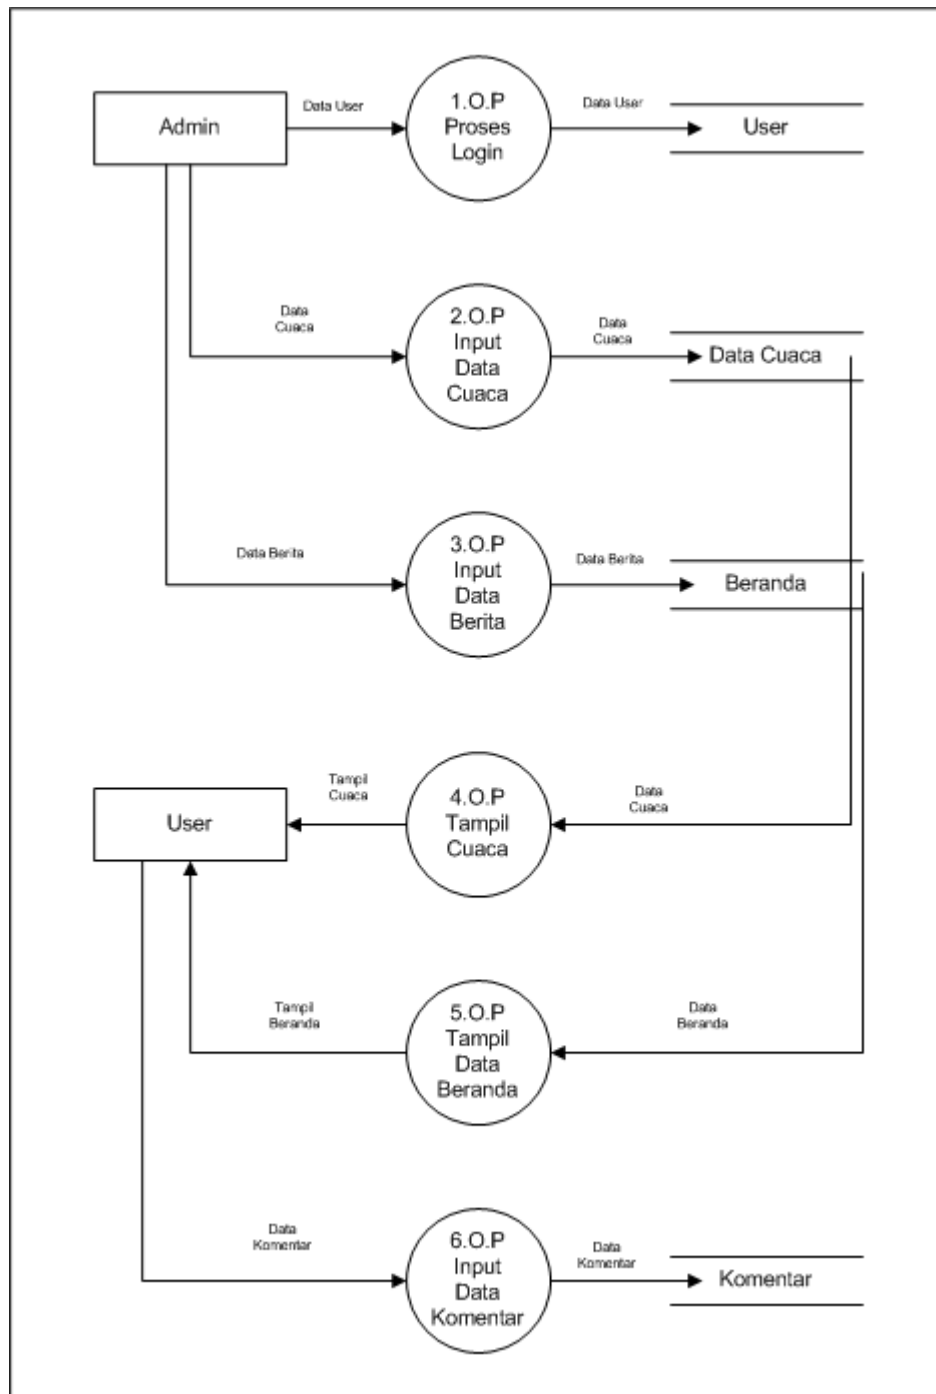 Admin
Data User
1.O.P
Proses
Login
Data User
User
Data
Cuaca
2.O.P
Input
Data
Cuaca
Data
Cuaca
Data Cuaca
Data Berita
3.O.P
Input
Data
Berita
Data Berita
Beranda
User
Tampil
Cuaca
4.O.P
Tampil
Cuaca
Data
Cuaca
Tampil
Beranda
5.O.P
Tampil
Data
Beranda
Data
Beranda
Data
Komentar
6.O.P
Input
Data
Komentar
Data
Komentar
Komentar